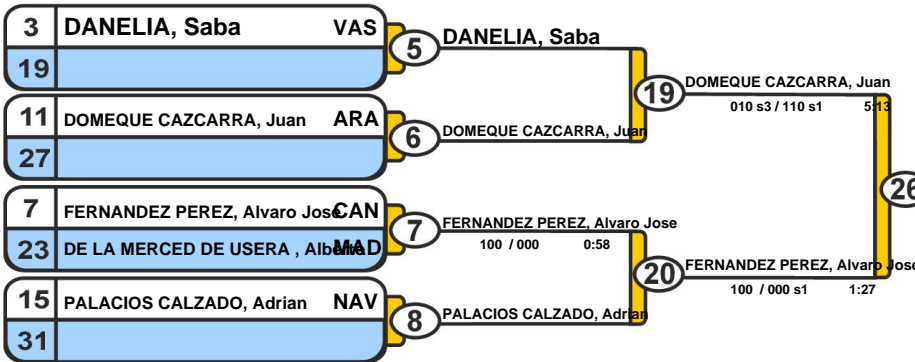 3 DANELIA, Saba VAS
19
5 DANELIA, Saba
11 DOMEQUE CAZCARRA, Juan ARA
27
6 DOMEQUE CAZCARRA, Juan
19 DOMEQUE CAZCARRA, Juan
010 s3 / 110 s1 5:13
7 FERNANDEZ PEREZ, Alvaro Jose CAN
23 DE LA MERCED DE USERA , Alberto MAD
7 FERNANDEZ PEREZ, Alvaro Jose
100 / 000 0:58
15 PALACIOS CALZADO, Adrian NAV
31
8 PALACIOS CALZADO, Adrian
20 FERNANDEZ PEREZ, Alvaro Jose
100 / 000 s1 1:27
26